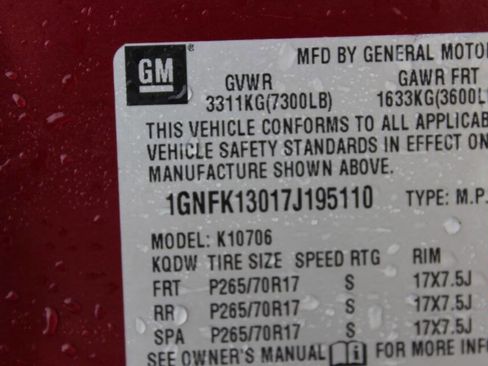 GM
MFD BY GENERAL MOTOR
GVWR GAWR FRT
3311KG(7300LB) 1633KG(3600L
THIS VEHICLE CONFORMS TO ALL APPLICAB
VEHICLE SAFETY STANDARDS IN EFFECT ON
MANUFACTURE SHOWN ABOVE.
1GNFK13017J195110 TYPE: M.P.
MODEL: K10706
KQDW TIRE SIZE SPEED RTG RIM
FRT P265/70R17 S 17X7.5J
RR P265/70R17 S 17X7.5J
SPA P265/70R17 S 17X7.5J
SEE OWNER'S MANUAL i FOR MORE INFO